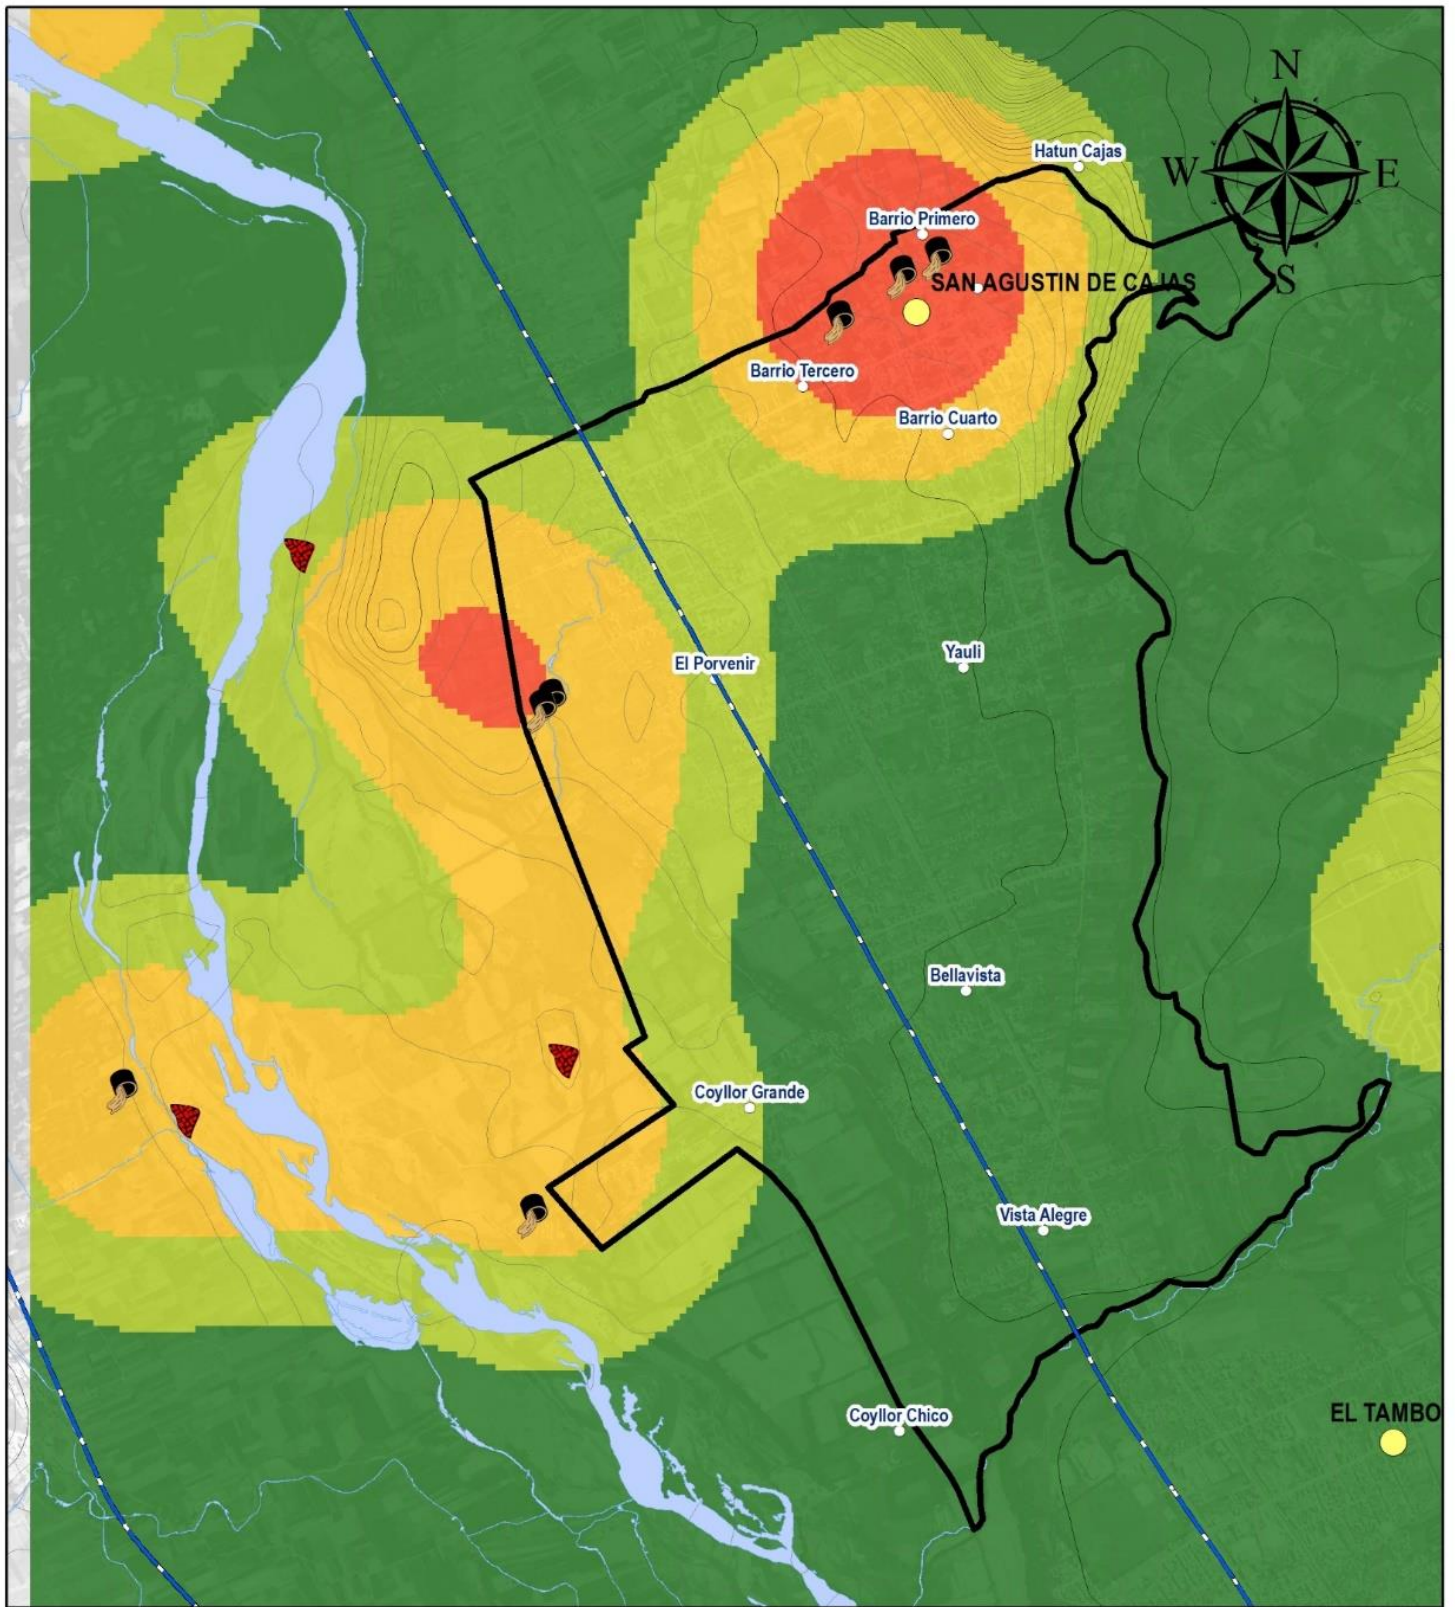 N
Hatun Cajas
W
E
Barrio Primero
SAN AGUSTIN DE CAJAS
S
Barrio Tercero
Barrio Cuarto
Yauli
El Porvenir
Bellavista
Coyllor Grande
Vista Alegre
Coyllor Chico
EL TAMBO